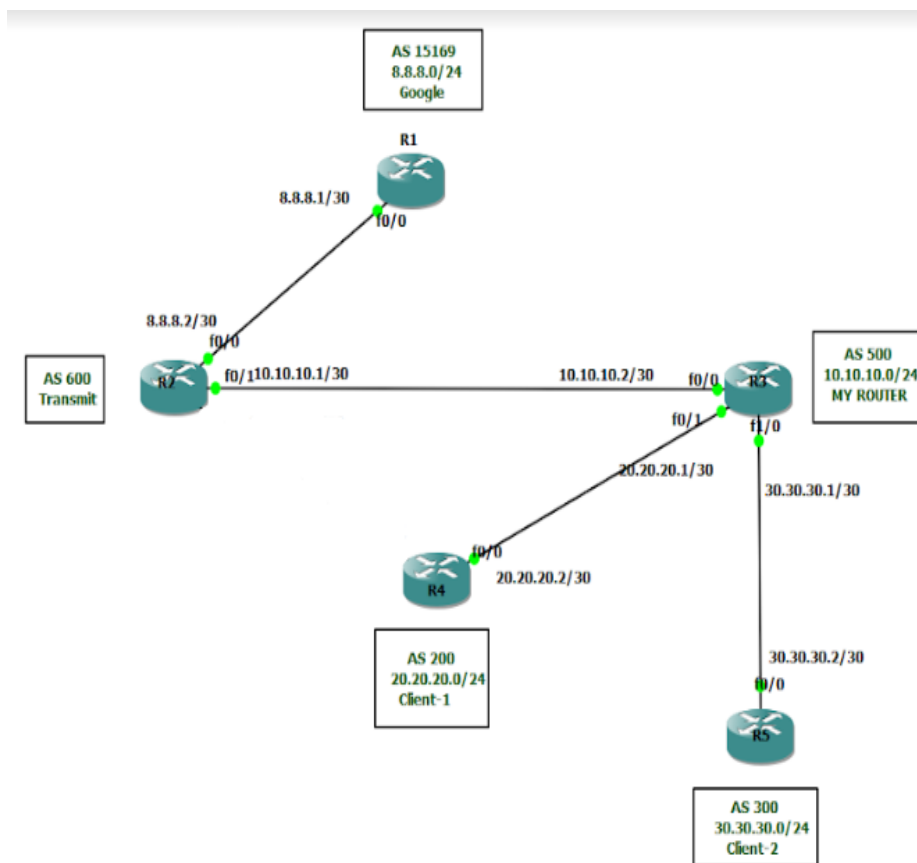 AS 15169
8.8.8.0/24
Google
R1
8.8.8.1/30
f0/0
8.8.8.2/30
f0/0
AS 600
Transmit
R2
f0/1
10.10.10.1/30
10.10.10.2/30
f0/0
R3
AS 500
10.10.10.0/24
MY ROUTER
f0/1
f1/0
20.20.20.1/30
30.30.30.1/30
f0/0
20.20.20.2/30
R4
AS 200
20.20.20.0/24
Client-1
30.30.30.2/30
f0/0
R5
AS 300
30.30.30.0/24
Client-2